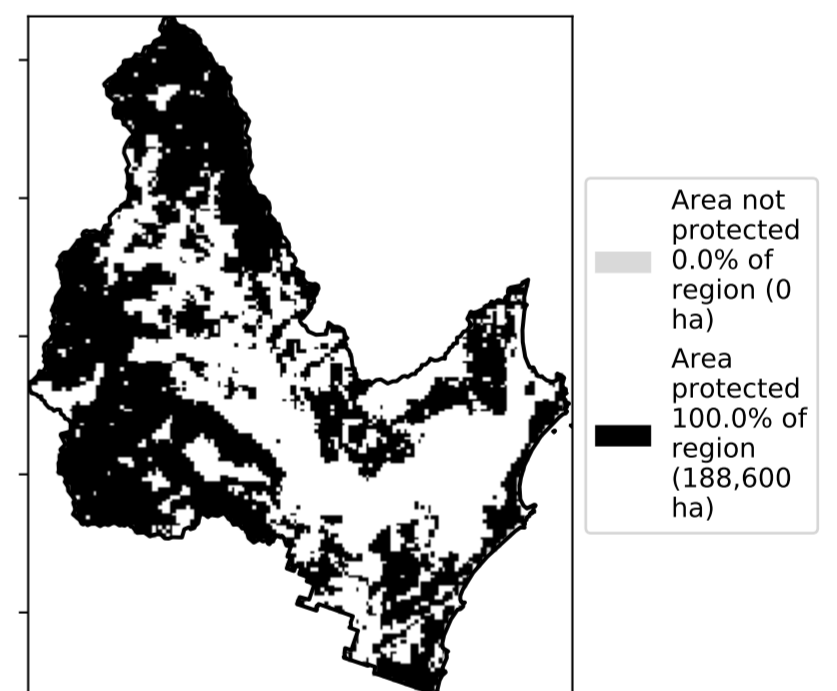 Area not
protected
0.0% of
region (0
ha)
Area
protected
100.0% of
region
(188,600
ha)